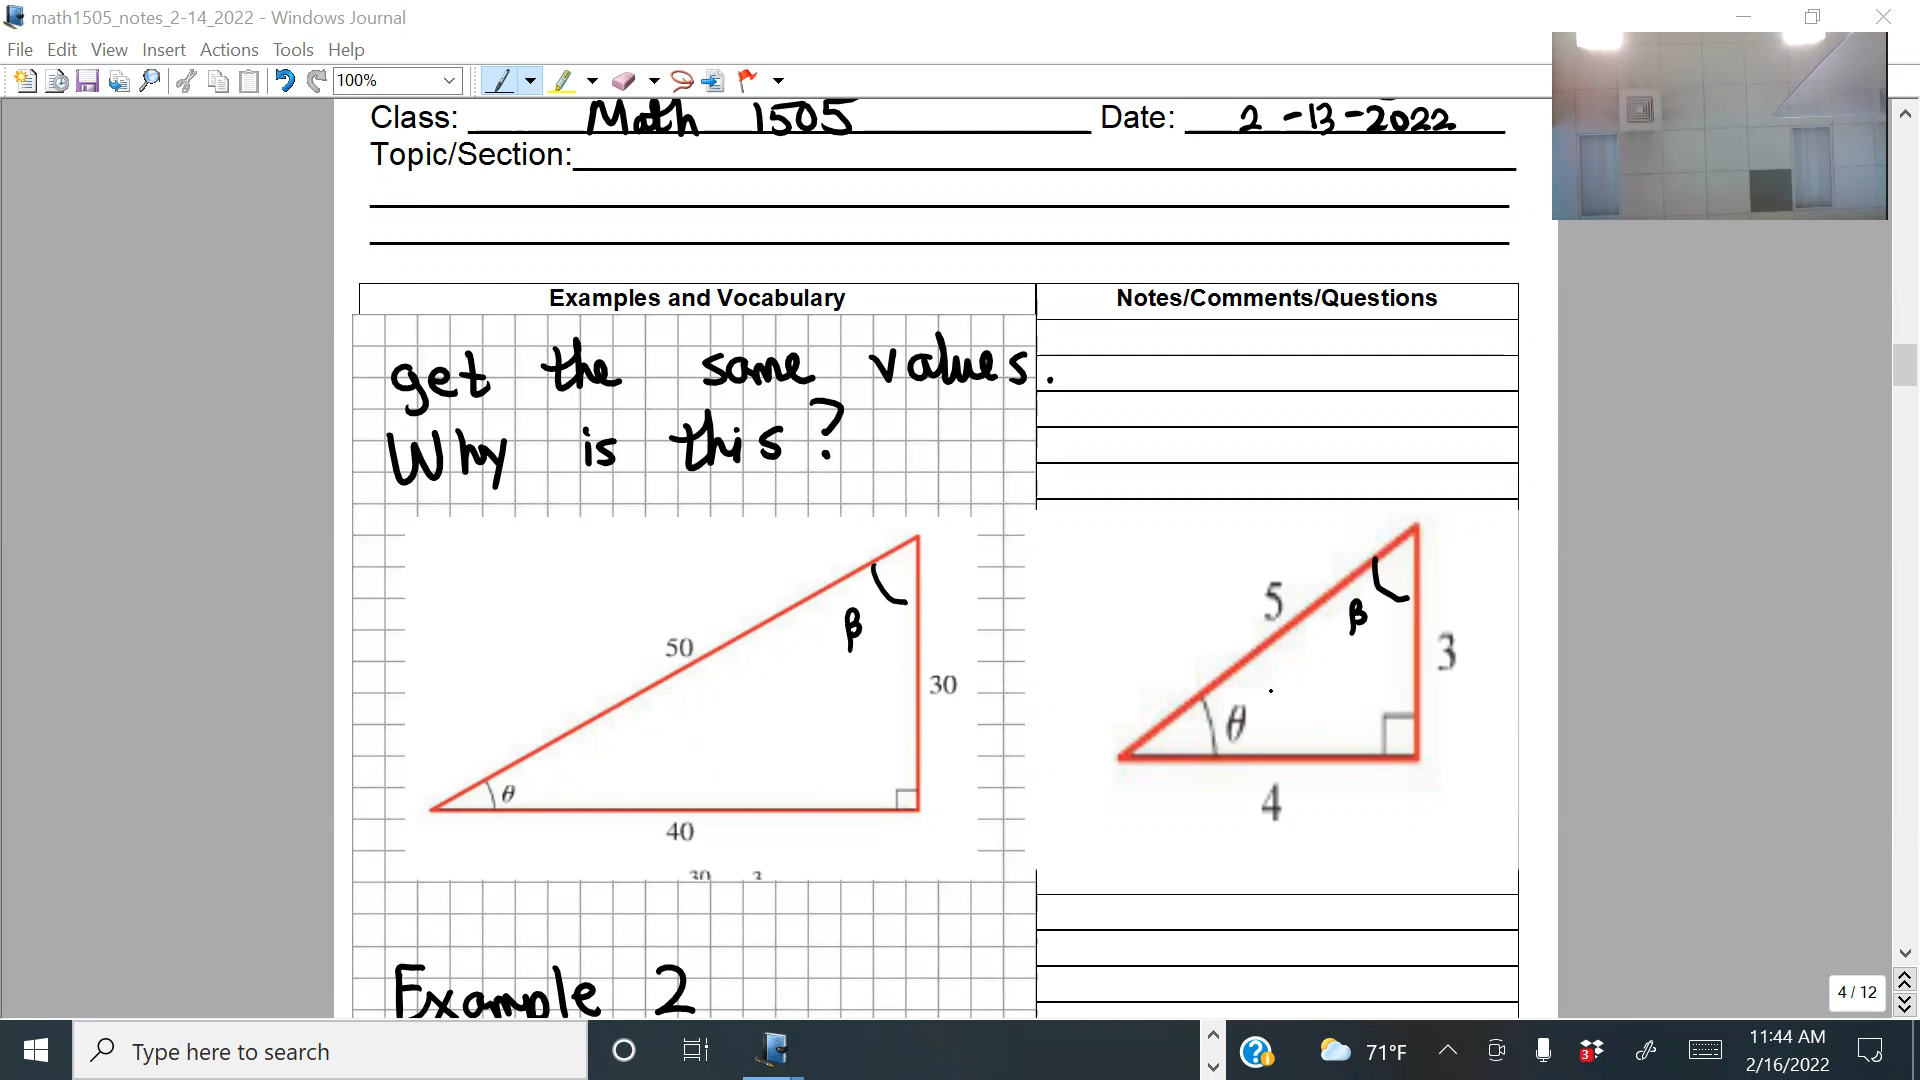 math1505_notes_2-14_2022 - Windows Journal
File Edit View Insert Actions Tools Help
100%
Class: Math 1505 Date: 2-13-2022
Topic/Section:
Examples and Vocabulary Notes/Comments/Questions
get the same values.
Why is this?
β
50
30
θ
40
5
β
3
θ
4
Example 2
4 / 12
Type here to search
3
71°F
11:44 AM
2/16/2022